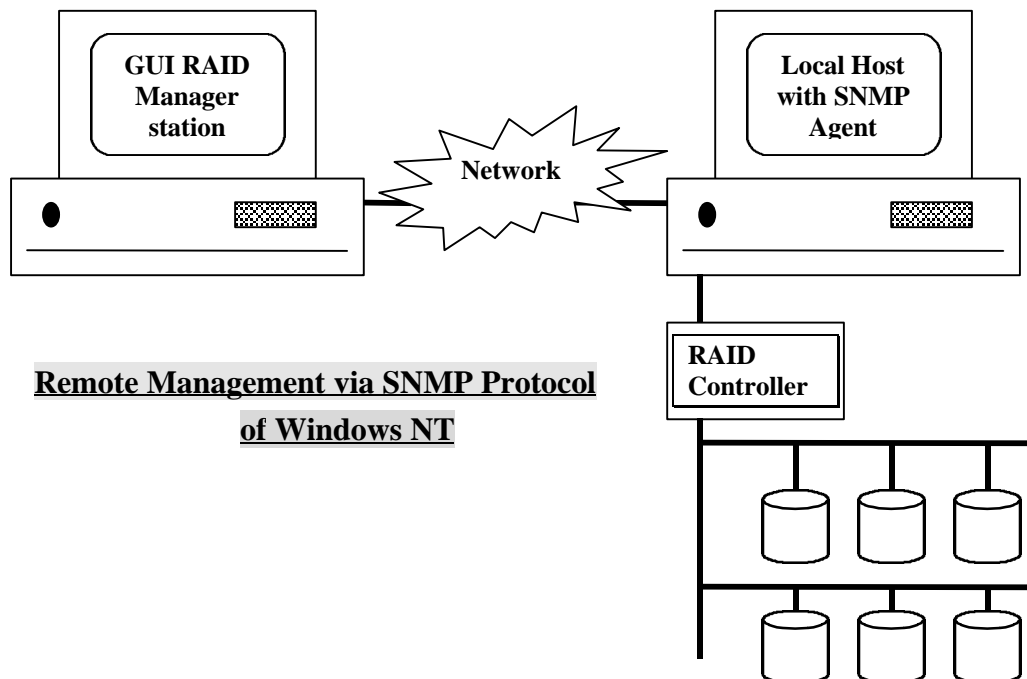 GUI RAID
Manager
station
Local Host
with SNMP
Agent
Network
RAID
Controller
Remote Management via SNMP Protocol
of Windows NT